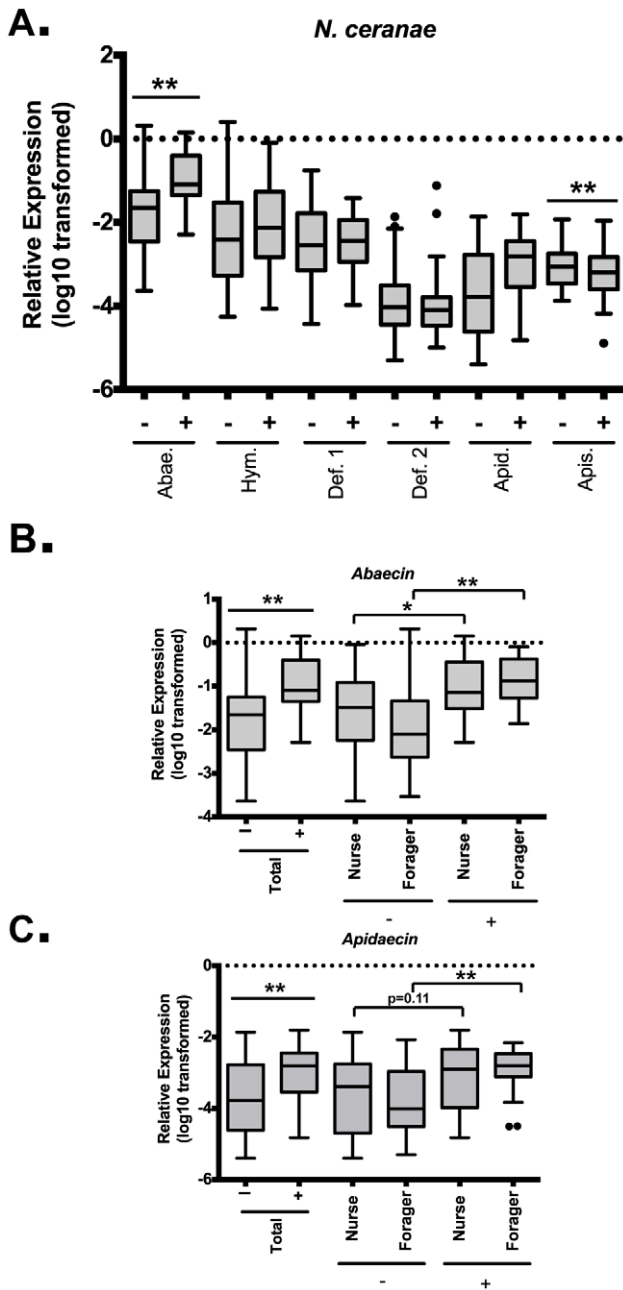 A.
N. ceranae
Relative Expression
(log10 transformed)
2
0
-2
-4
-6
**
**
- + - + - + - + - + - +
Abae. Hym. Def. 1 Def. 2 Apid. Apis.
B.
Abaecin
Relative Expression
(log10 transformed)
1
0
-1
-2
-3
-4
** * **
− + Nurse Forager Nurse Forager
Total - +
C.
Apidaecin
Relative Expression
(log10 transformed)
0
-2
-4
-6
** p=0.11 **
− + Nurse Forager Nurse Forager
Total - +